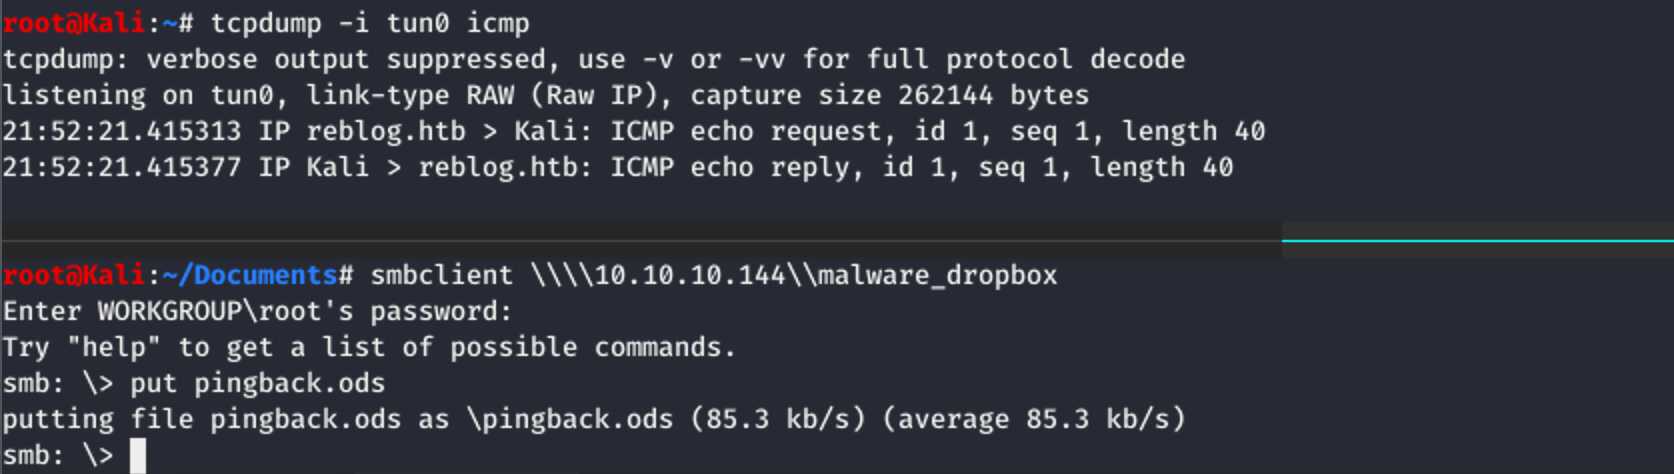 root@Kali:~# tcpdump -i tun0 icmp
tcpdump: verbose output suppressed, use -v or -vv for full protocol decode
listening on tun0, link-type RAW (Raw IP), capture size 262144 bytes
21:52:21.415313 IP reblog.htb > Kali: ICMP echo request, id 1, seq 1, length 40
21:52:21.415377 IP Kali > reblog.htb: ICMP echo reply, id 1, seq 1, length 40
root@Kali:~/Documents# smbclient \\\\10.10.10.144\\malware_dropbox
Enter WORKGROUP\root's password:
Try "help" to get a list of possible commands.
smb: \> put pingback.ods
putting file pingback.ods as \pingback.ods (85.3 kb/s) (average 85.3 kb/s)
smb: \>